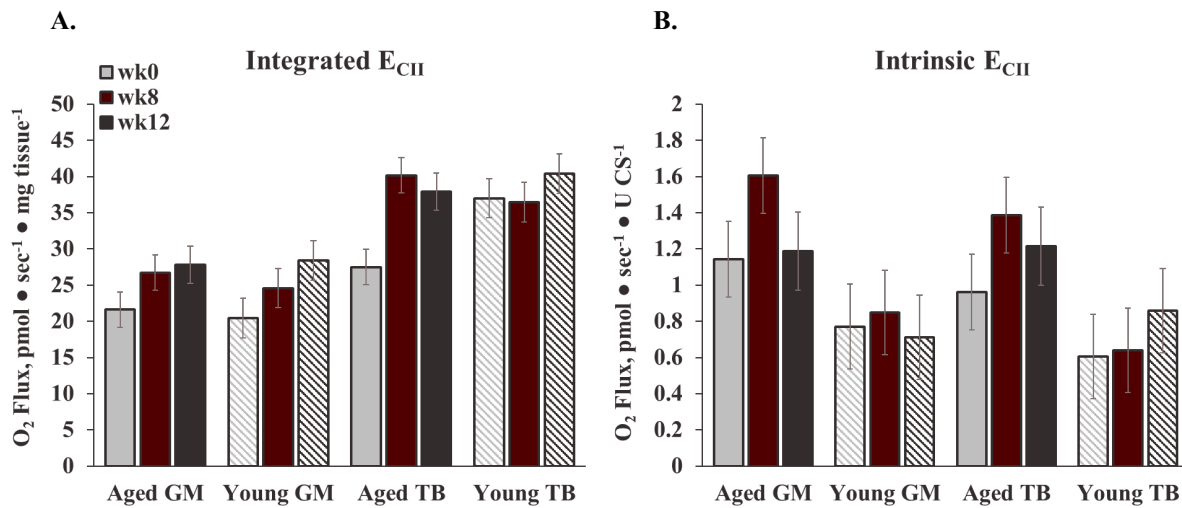 A.
Integrated E_CII
wk0
wk8
wk12
O₂ Flux, pmol ● sec⁻¹ ● mg tissue⁻¹
50
45
40
35
30
25
20
15
10
5
0
Aged GM Young GM Aged TB Young TB
B.
Intrinsic E_CII
O₂ Flux, pmol ● sec⁻¹ ● U CS⁻¹
2
1.8
1.6
1.4
1.2
1
0.8
0.6
0.4
0.2
0
Aged GM Young GM Aged TB Young TB